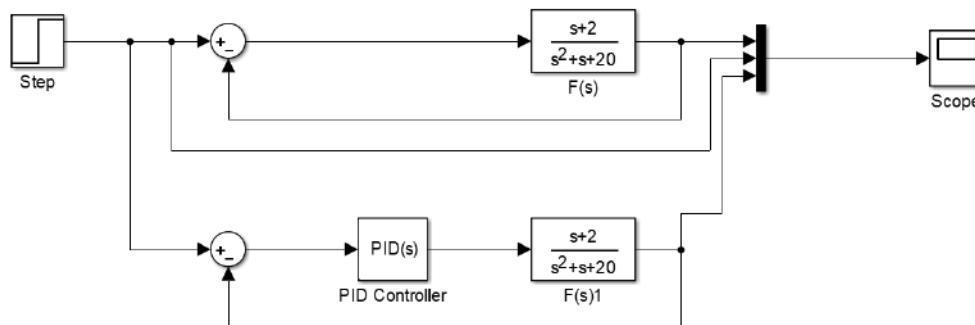 Step
+
−
s+2
s²+s+20
F(s)
Scope
+
−
PID(s)
PID Controller
s+2
s²+s+20
F(s)1